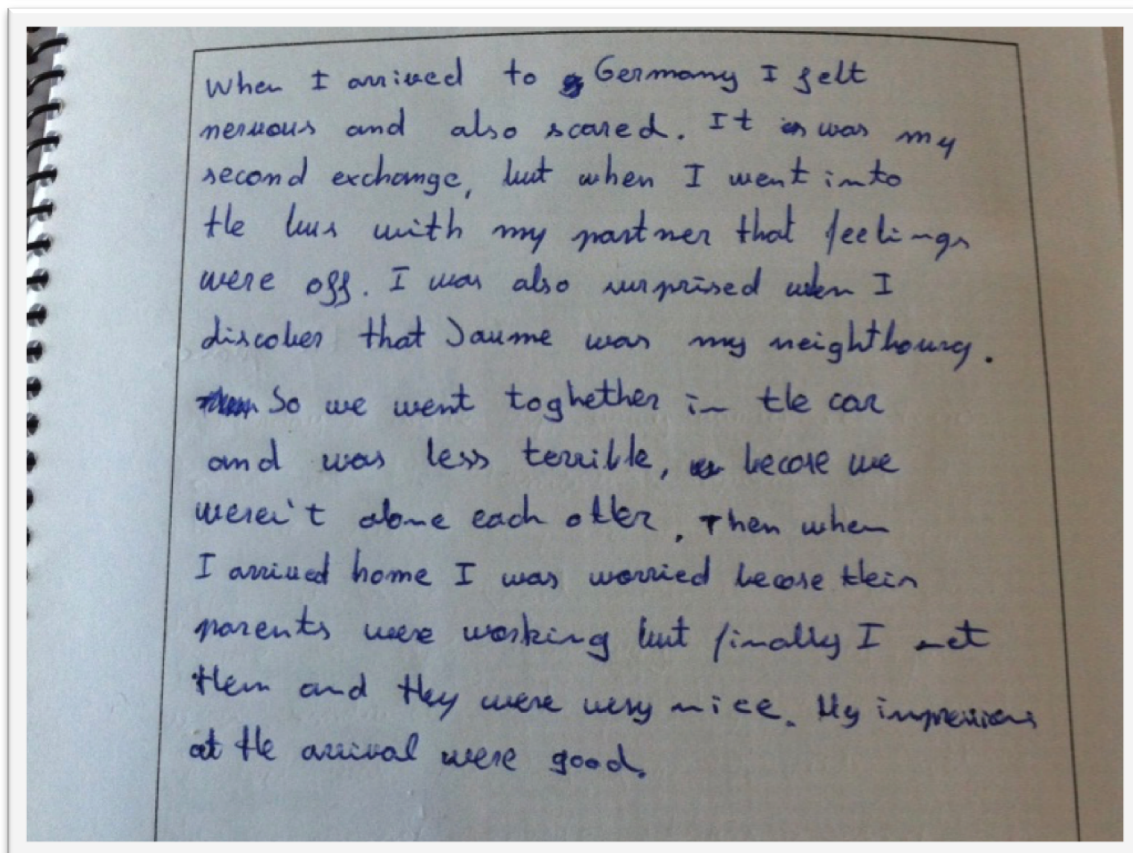 When I arrived to Germany I felt
nervous and also scared. It was my
second exchange, but when I went into
the bus with my partner that feelings
were off. I was also surprised when I
discober that Jaume was my neighbourg.
So we went toghether in the car
and was less terrible, becose we
weren't alone each other. Then when
I arrived home I was worried becose their
parents were working but finally I met
them and they were very nice. My impressions
at the arrival were good.